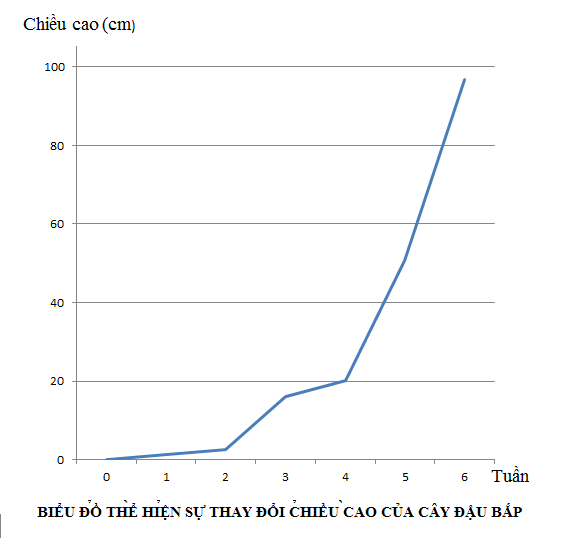 Chiều cao (cm)
100
80
60
40
20
0
0 1 2 3 4 5 6 Tuần
BIỂU ĐỒ THỂ HIỆN SỰ THAY ĐỔI CHIỀU CAO CỦA CÂY ĐẬU BẮP